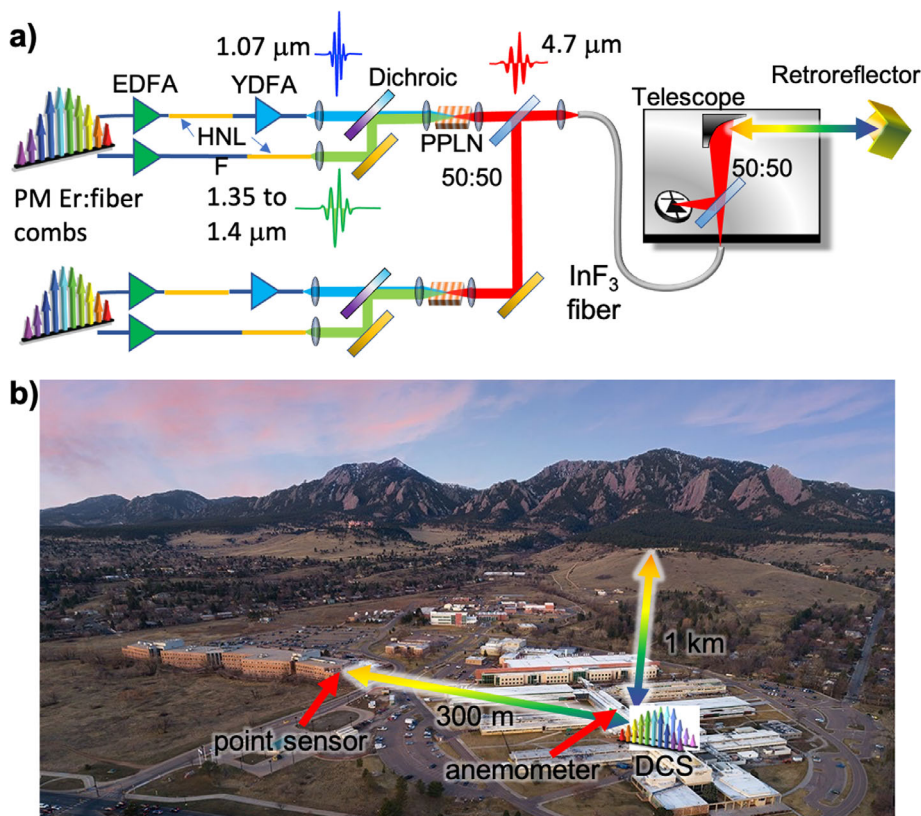 a)
1.07 μm
4.7 μm
EDFA
YDFA
Dichroic
Retroreflector
Telescope
HNL
F
PPLN
50:50
50:50
PM Er:fiber
combs
1.35 to
1.4 μm
InF₃
fiber
b)
1 km
300 m
point sensor
anemometer
DCS